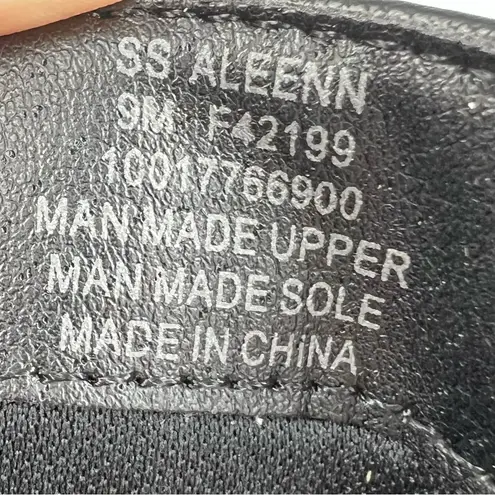 SS ALEENN
9M F42199
10017766900
MAN MADE UPPER
MAN MADE SOLE
MADE IN CHiNA